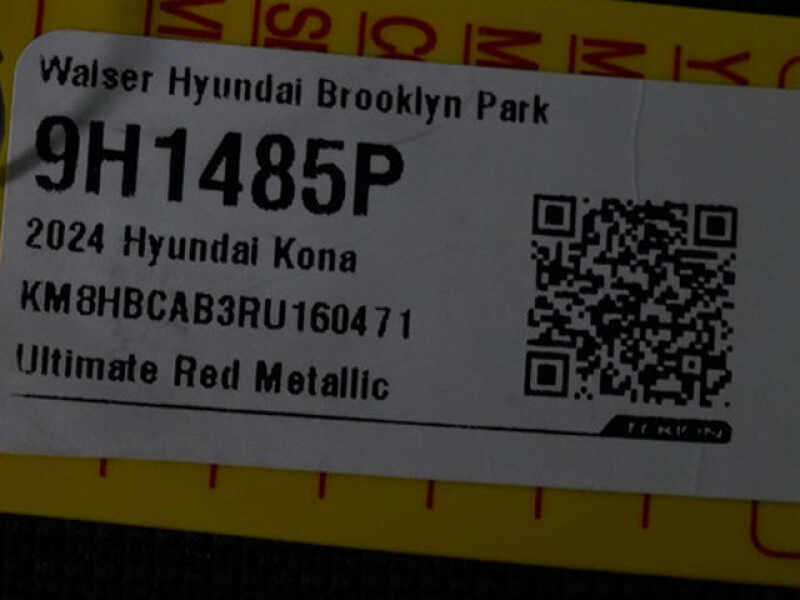 Walser Hyundai Brooklyn Park
9H1485P
2024 Hyundai Kona
KM8HBCAB3RU160471
Ultimate Red Metallic